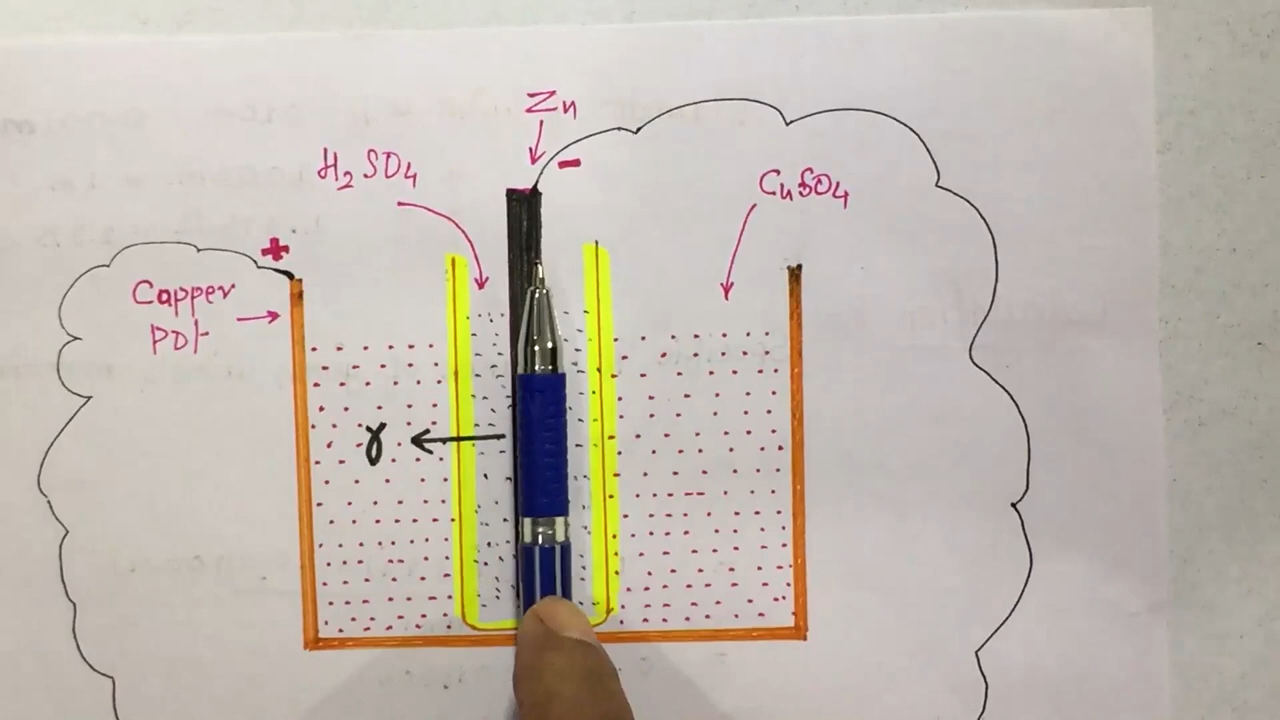 Zn
-
H2SO4
CuSO4
+
Capper
pot
γ